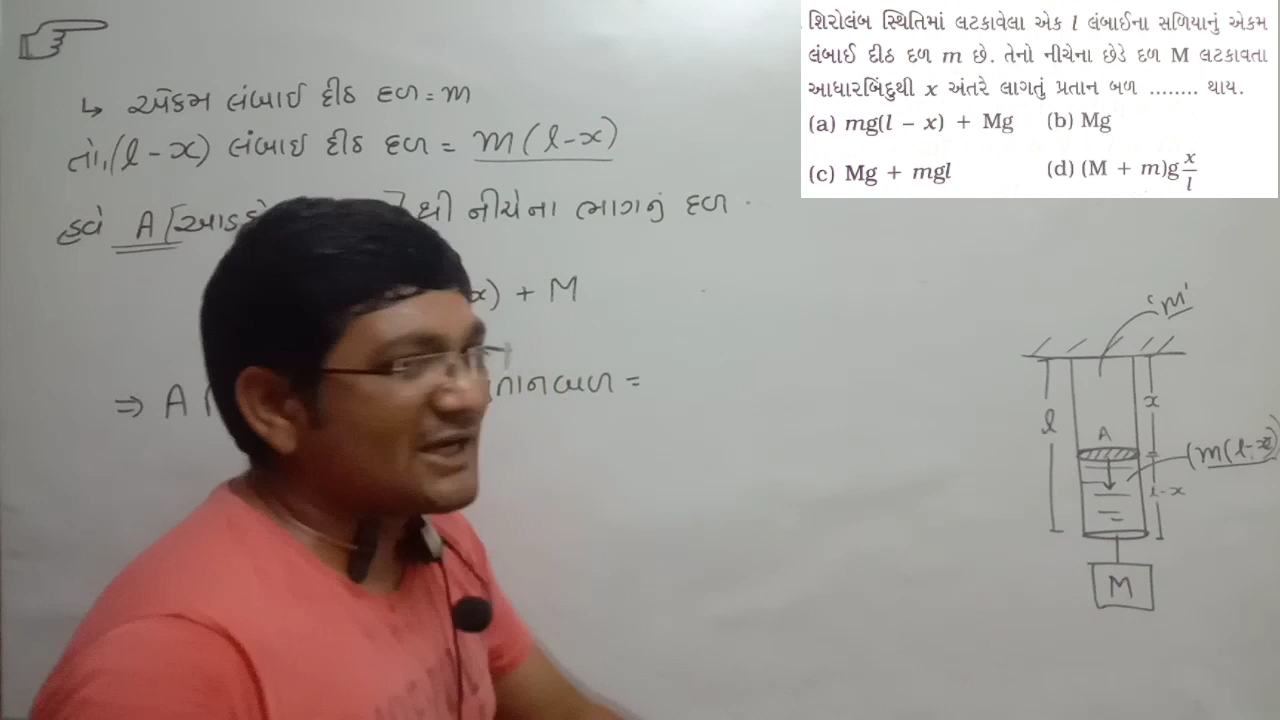 શિરોલંબ સ્થિતિમાં લટકાવેલા એક l લંબાઈના સળિયાનું એકમ
લંબાઈ દીઠ દળ m છે. તેનો નીચેના છેડે દળ M લટકાવતા
આધારબિંદુથી x અંતરે લાગતું પ્રતાન બળ ........ થાય.
(a) mg(l – x) + Mg (b) Mg
(c) Mg + mgl (d) (M + m)g x/l
↳ એકમ લંબાઈ દીઠ દળ = m
તો, (l - x) લંબાઈ દીઠ દળ = m(l-x)
હવે A [આડછે ] થી નીચેના ભાગનું દળ
x) + M
⇒ A તાનબળ =
'm'
l
x
A
(m(l-x)
l-x
M